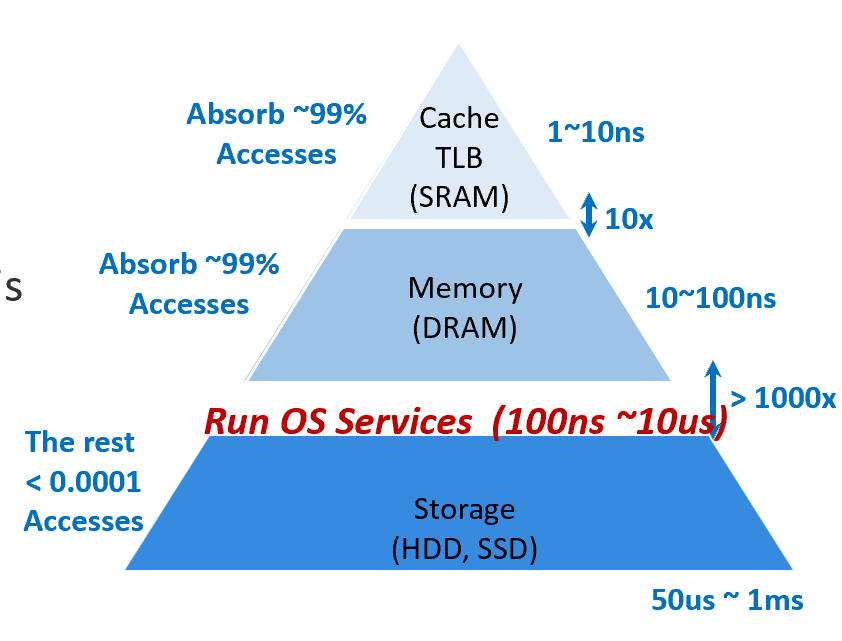 Absorb ~99%
Accesses
Cache
TLB
(SRAM)
1~10ns
10x
Absorb ~99%
Accesses
s
Memory
(DRAM)
10~100ns
> 1000x
Run OS Services (100ns ~10us)
The rest
< 0.0001
Accesses
Storage
(HDD, SSD)
50us ~ 1ms